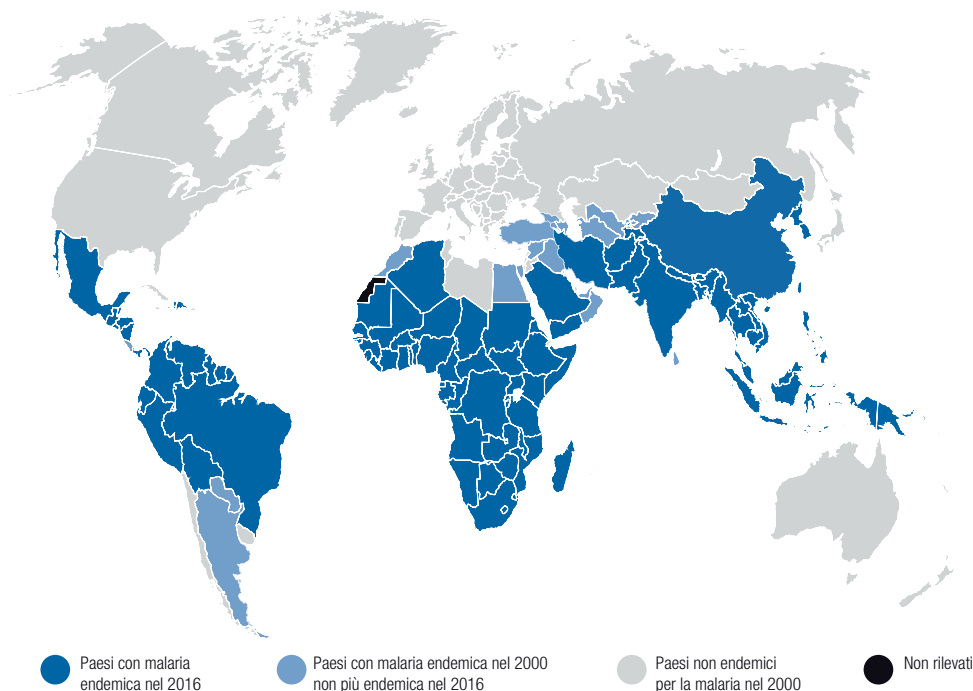 Paesi con malaria
endemica nel 2016
Paesi con malaria endemica nel 2000
non più endemica nel 2016
Paesi non endemici
per la malaria nel 2000
Non rilevati